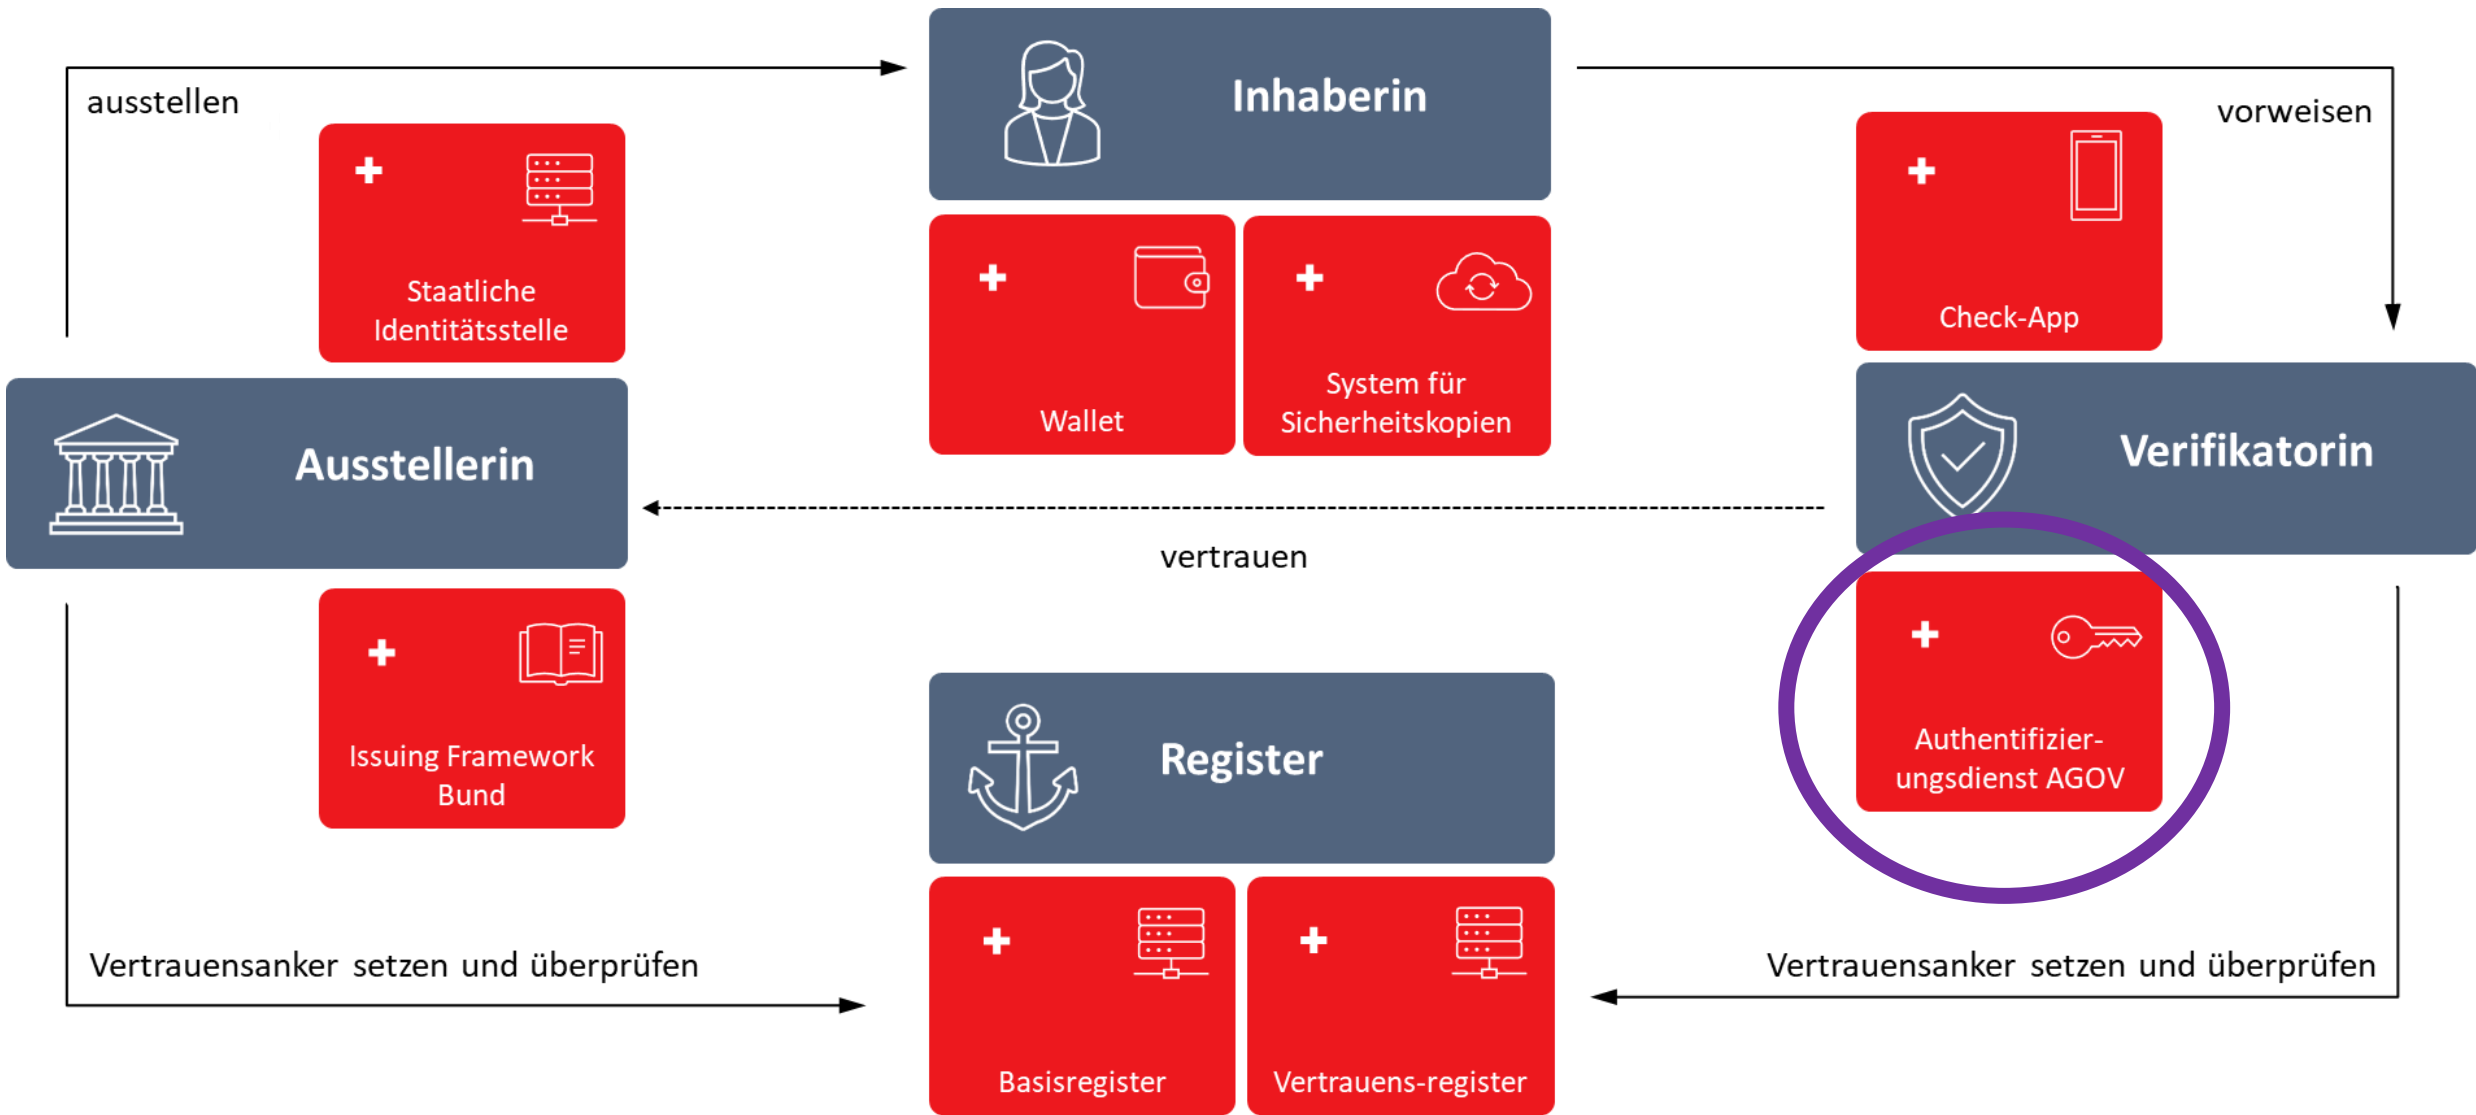 ausstellen
Inhaberin
vorweisen
Staatliche
Identitätsstelle
Wallet
System für
Sicherheitskopien
Check-App
Ausstellerin
Verifikatorin
vertrauen
Issuing Framework
Bund
Register
Authentifizier-
ungsdienst AGOV
Vertrauensanker setzen und überprüfen
Vertrauensanker setzen und überprüfen
Basisregister
Vertrauens-register